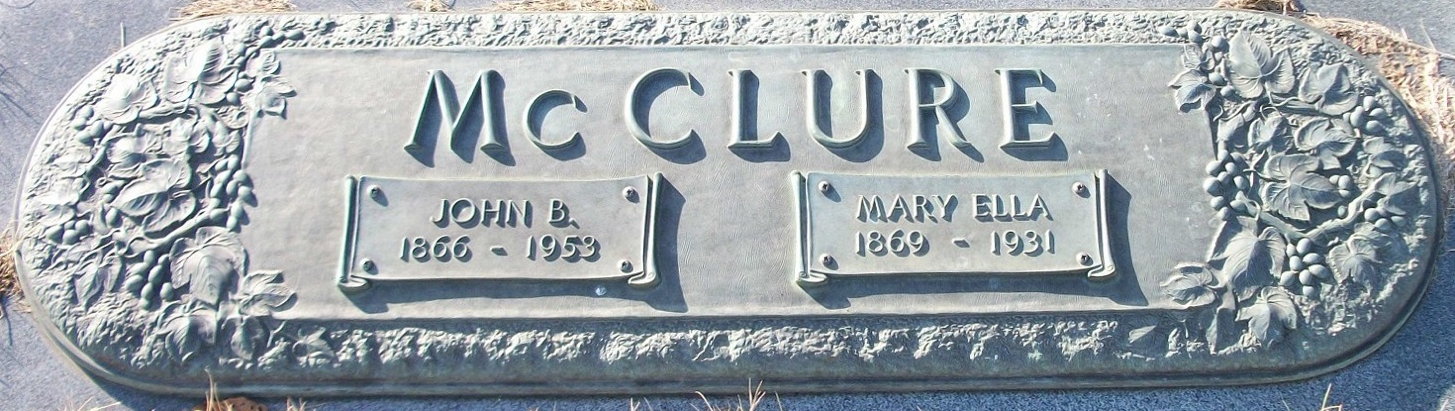 McCLURE
JOHN B.
1866 - 1953
MARY ELLA
1869 - 1931